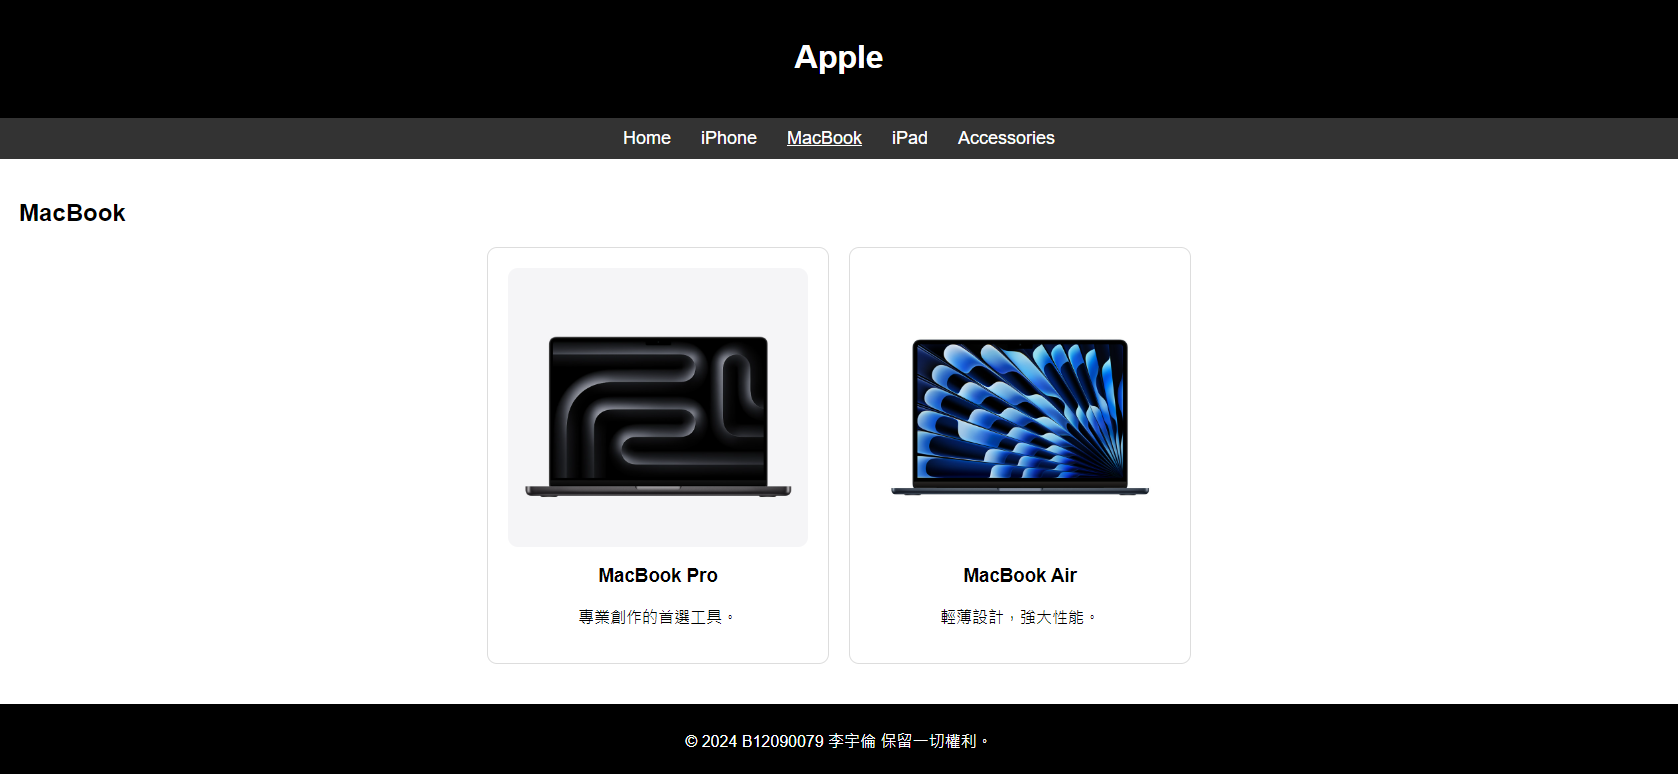 Apple
Home iPhone MacBook iPad Accessories
MacBook
MacBook Pro
專業創作的首選工具。
MacBook Air
輕薄設計，強大性能。
© 2024 B12090079 李宇倫 保留一切權利。